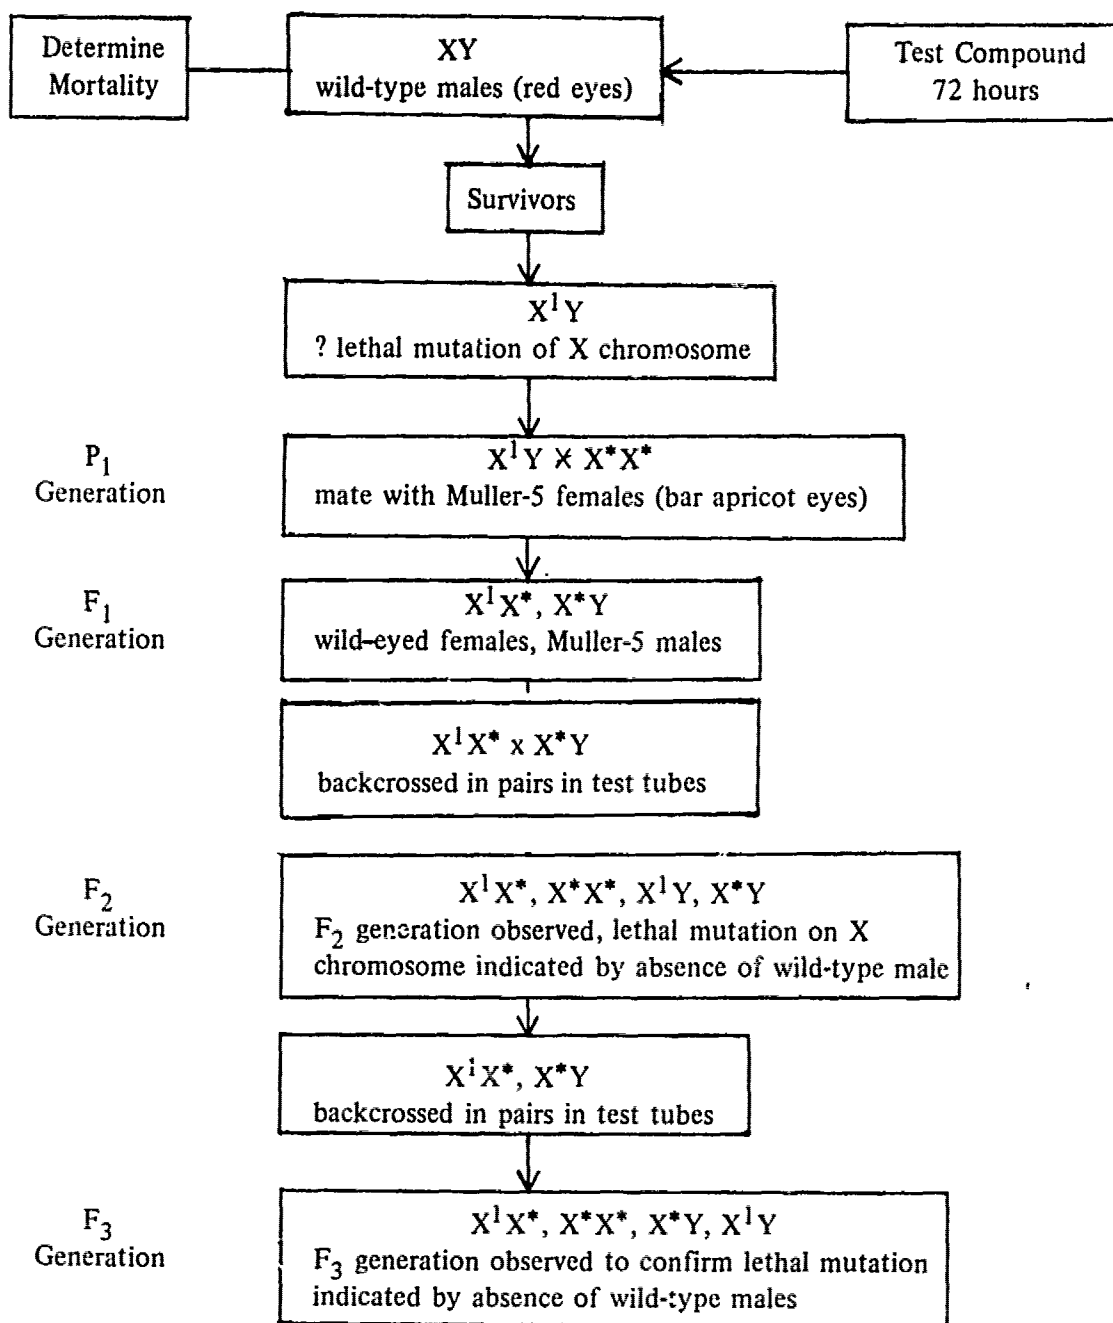 Determine
Mortality
XY
wild-type males (red eyes)
Test Compound
72 hours
Survivors
X¹Y
? lethal mutation of X chromosome
P₁
Generation
X¹Y x X*X*
mate with Muller-5 females (bar apricot eyes)
F₁
Generation
X¹X*, X*Y
wild-eyed females, Muller-5 males
X¹X* x X*Y
backcrossed in pairs in test tubes
F₂
Generation
X¹X*, X*X*, X¹Y, X*Y
F₂ generation observed, lethal mutation on X
chromosome indicated by absence of wild-type male
X¹X*, X*Y
backcrossed in pairs in test tubes
F₃
Generation
X¹X*, X*X*, X*Y, X¹Y
F₃ generation observed to confirm lethal mutation
indicated by absence of wild-type males